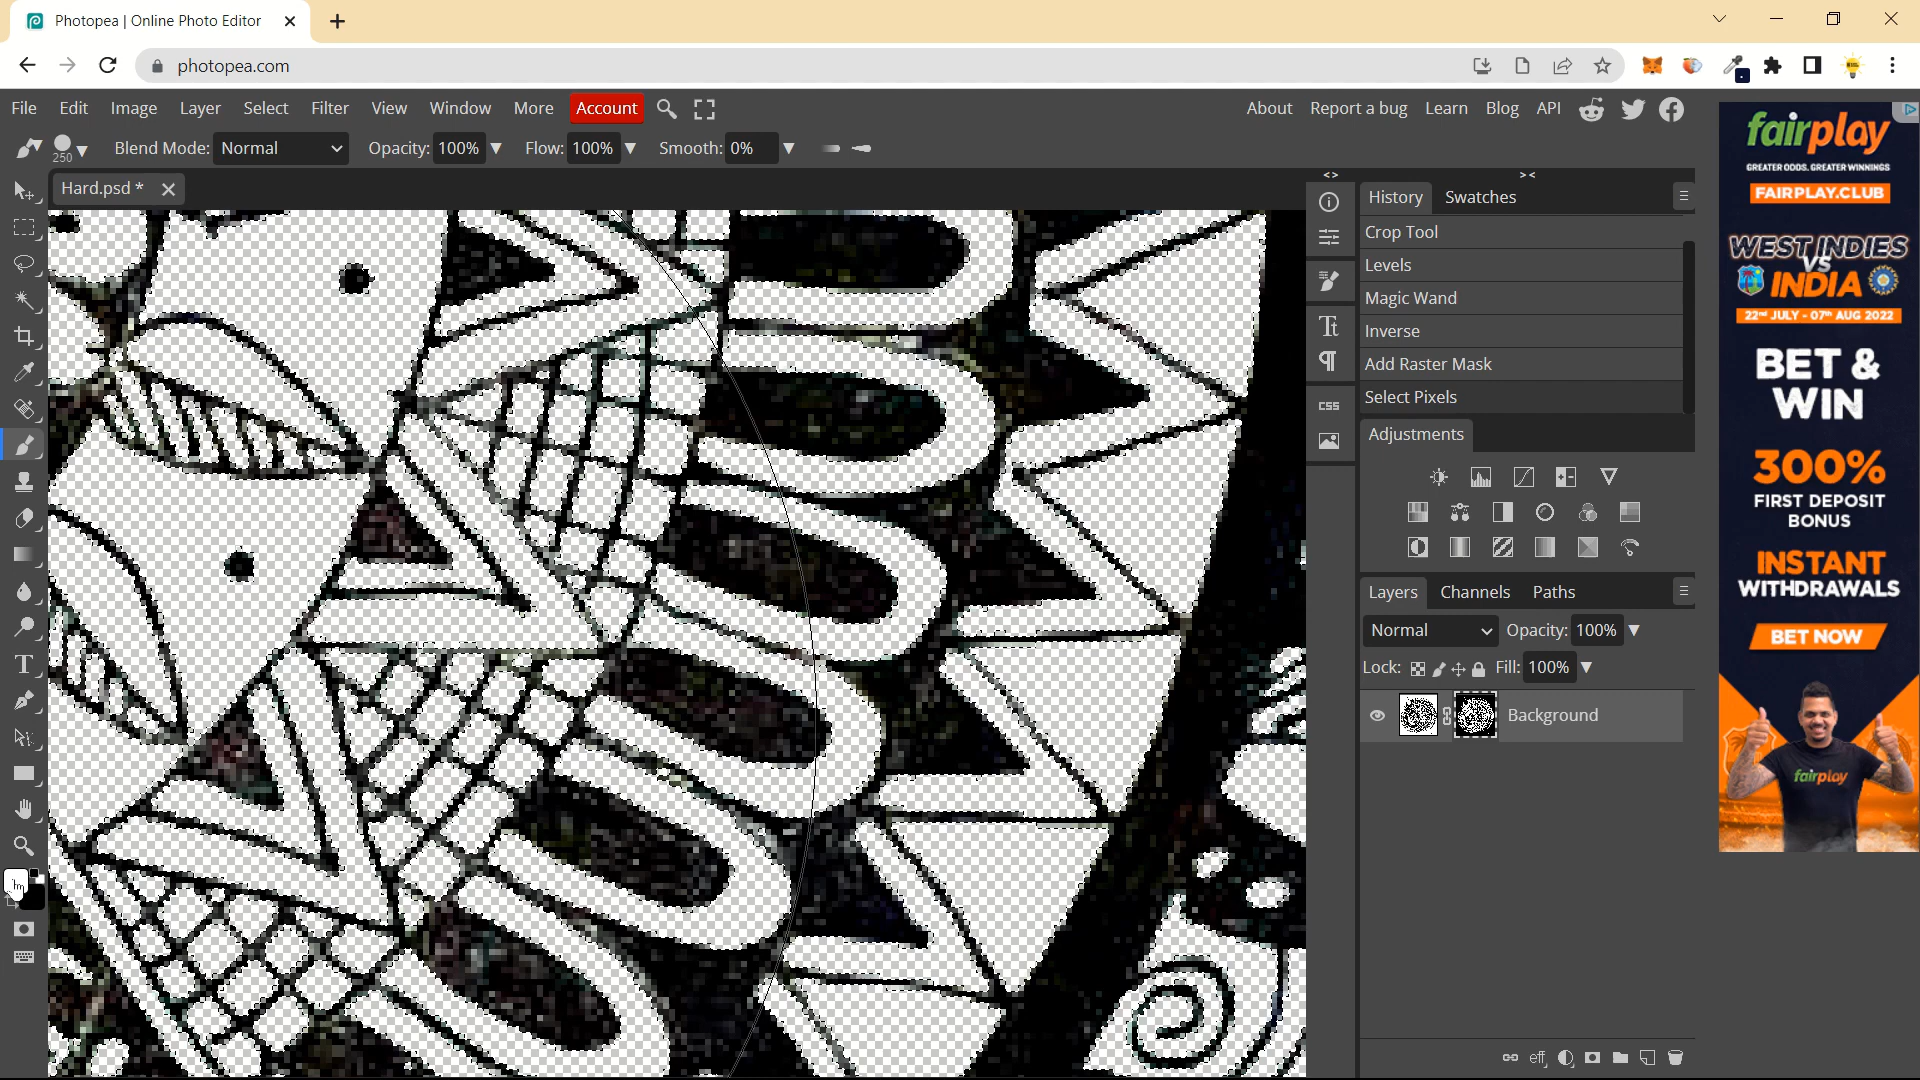 Photopea | Online Photo Editor
photopea.com
File Edit Image Layer Select Filter View Window More Account
About Report a bug Learn Blog API
250 Blend Mode: Normal Opacity: 100% Flow: 100% Smooth: 0%
Hard.psd *
<> ><
History Swatches
Crop Tool
Levels
Magic Wand
Inverse
Add Raster Mask
Select Pixels
CSS
Adjustments
Layers Channels Paths
Normal Opacity: 100%
Lock: Fill: 100%
Background
eff
fairplay
GREATER ODDS. GREATER WINNINGS
FAIRPLAY.CLUB
WEST INDIES
VS
INDIA
22ND JULY - 07TH AUG 2022
BET &
WIN
300%
FIRST DEPOSIT
BONUS
INSTANT
WITHDRAWALS
BET NOW
fairplay